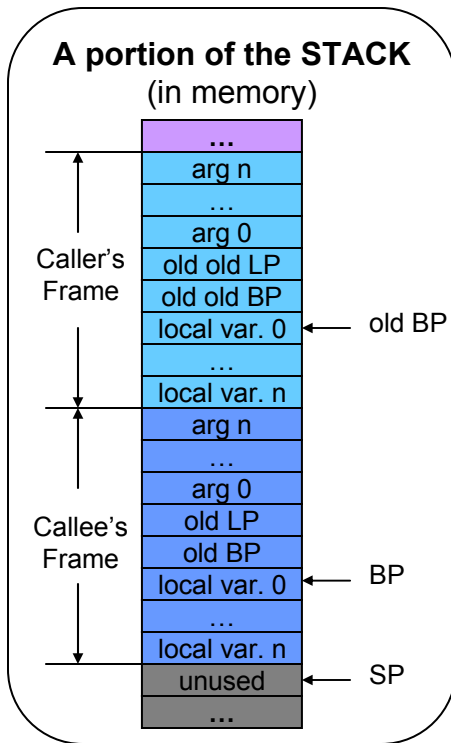 A portion of the STACK
(in memory)
...
arg n
...
arg 0
old old LP
old old BP
local var. 0
...
local var. n
arg n
...
arg 0
old LP
old BP
local var. 0
...
local var. n
unused
...
Caller's
Frame
Callee's
Frame
old BP
BP
SP